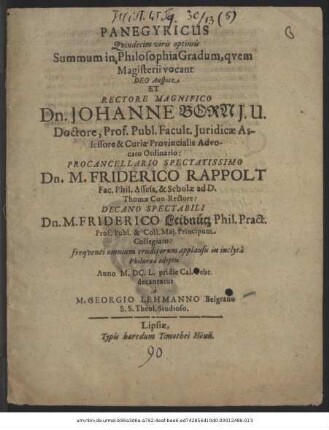 PANEGYRICUS
Quindecim viris optimis
Summum in Philosophia Gradum, qvem
Magisterii vocant
DEO Auspice
ET
RECTORE MAGNIFICO
Dn. JOHANNE BORN J. U.
Doctore, Prof. Publ. Facult. Juridicæ As-
sessore & Curiæ Provincialis Advo-
cato Ordinario;
PROCANCELLARIO SPECTATISSIMO
Dn. M. FRIDERICO RAPPOLT
Fac. Phil. Assess. & Scholæ ad D.
Thomæ Con-Rectore:
DECANO SPECTABILI
Dn. M. FRIDERICO Leibnütz Phil. Pract.
Prof. Publ. & Coll. Maj. Principum
Collegiato:
freqventi omnium eruditorum applausu in inclytâ
Philureâ adeptis
Anno M. DC. L. pridie Cal. Febr.
decantatus
à
M. GEORGIO LEHMANNO Belgrano
S. S. Theol. Studioso.
Lipsiæ,
Typis hæredum Timothei Hönii.
90